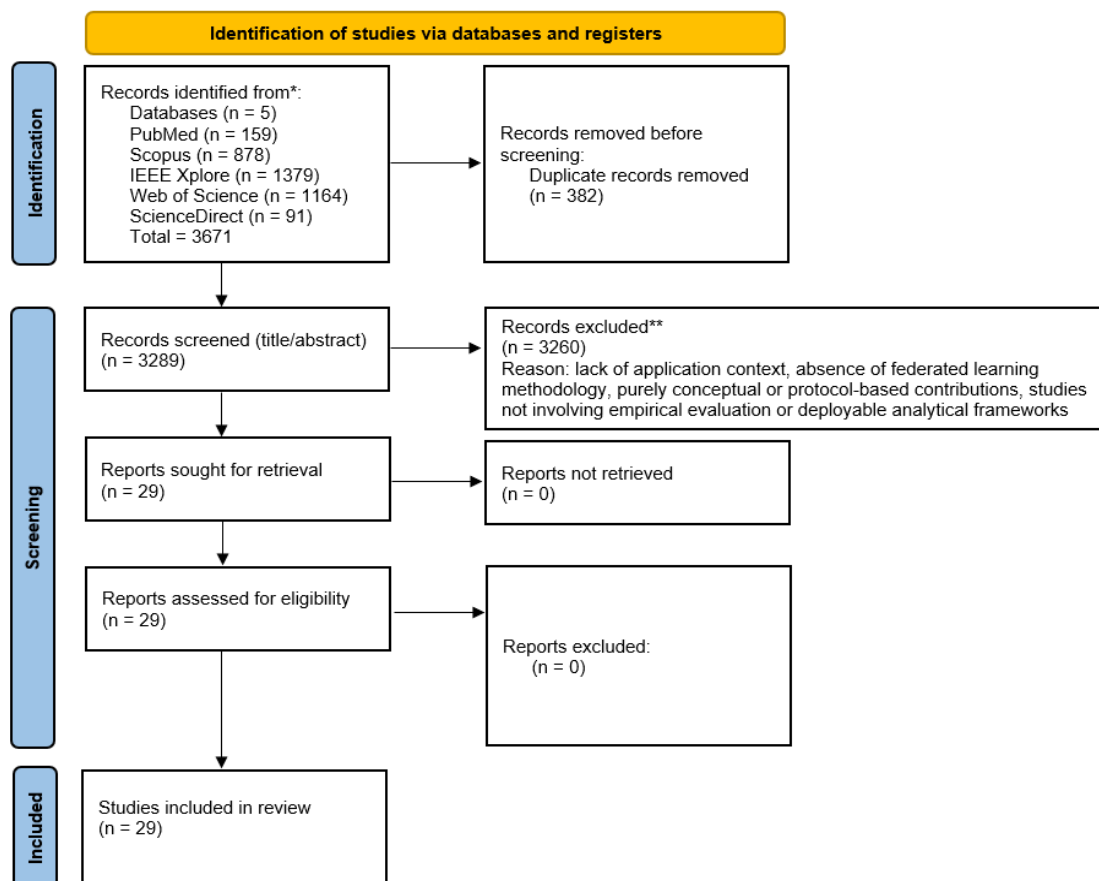 Identification of studies via databases and registers
Identification
Records identified from*:
Databases (n = 5)
PubMed (n = 159)
Scopus (n = 878)
IEEE Xplore (n = 1379)
Web of Science (n = 1164)
ScienceDirect (n = 91)
Total = 3671
Records removed before
screening:
Duplicate records removed
(n = 382)
Screening
Records screened (title/abstract)
(n = 3289)
Records excluded**
(n = 3260)
Reason: lack of application context, absence of federated learning
methodology, purely conceptual or protocol-based contributions, studies
not involving empirical evaluation or deployable analytical frameworks
Reports sought for retrieval
(n = 29)
Reports not retrieved
(n = 0)
Reports assessed for eligibility
(n = 29)
Reports excluded:
(n = 0)
Included
Studies included in review
(n = 29)